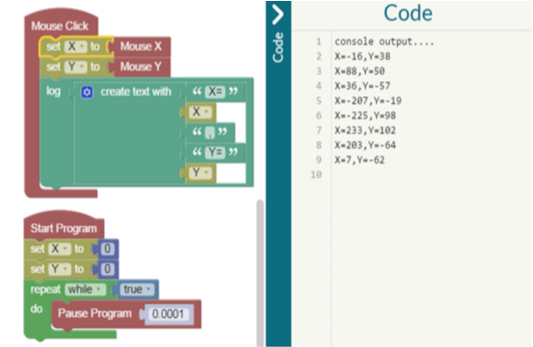 Mouse Click
set X to Mouse X
set Y to Mouse Y
log create text with “ X= ”
X
“ , ”
“ Y= ”
Y
Start Program
set X to 0
set Y to 0
repeat while true
do Pause Program 0.0001
Code
Code
1 console output....
2 X=-16,Y=38
3 X=88,Y=50
4 X=36,Y=-57
5 X=-207,Y=-19
6 X=-225,Y=98
7 X=233,Y=102
8 X=203,Y=-64
9 X=7,Y=-62
10